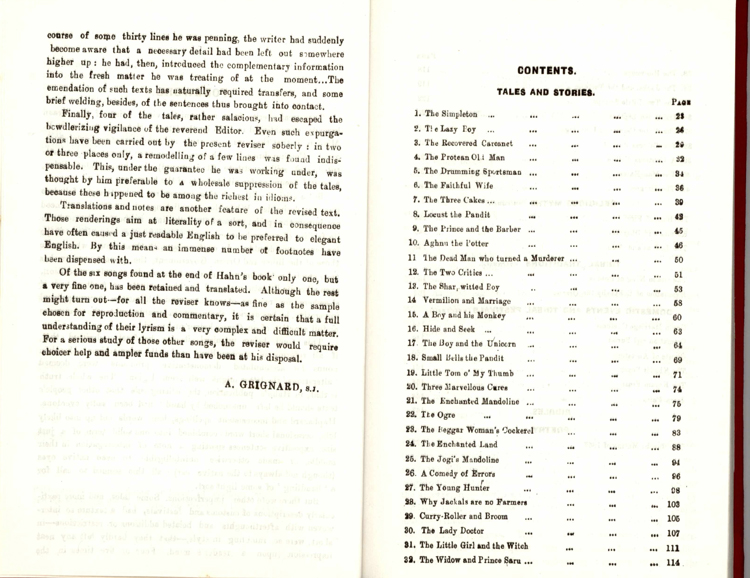 course of some thirty lines he was penning, the writer had suddenly
become aware that a necessary detail had been left out somewhere
higher up : he had, then, introduced the complementary information
into the fresh matter he was treating of at the moment...The
emendation of such texts has naturally required transfers, and some
brief welding, besides, of the sentences thus brought into contact.
Finally, four of the tales, rather salacious, had escaped the
bowdlerizing vigilance of the reverend Editor. Even such expurga-
tions have been carried out by the present reviser soberly : in two
or three places only, a remodelling of a few lines was found indis-
pensable. This, under the guarantee he was working under, was
thought by him preferable to a wholesale suppression of the tales,
because these happened to be among the richest in idioms.
Translations and notes are another feature of the revised text.
Those renderings aim at literality of a sort, and in consequence
have often caused a just readable English to be preferred to elegant
English. By this means an immense number of footnotes have
been dispensed with.
Of the six songs found at the end of Hahn's book only one, but
a very fine one, has been retained and translated. Although the rest
might turn out—for all the reviser knows—as fine as the sample
chosen for reproduction and commentary, it is certain that a full
understanding of their lyrism is a very complex and difficult matter.
For a serious study of those other songs, the reviser would require
choicer help and ampler funds than have been at his disposal.
A. GRIGNARD, S.J.
CONTENTS.
TALES AND STORIES.
PAGE
1. The Simpleton ... ... ... ... ... 23
2. The Lazy Boy ... ... ... ... ... 26
3. The Recovered Carcanet ... ... ... ... 29
4. The Protean Old Man ... ... ... ... 32
5. The Drumming Sportsman ... ... ... ... 34
6. The Faithful Wife ... ... ... ... 36
7. The Three Cakes ... ... ... ... ... 39
8. Locust the Pandit ... ... ... ... 42
9. The Prince and the Barber ... ... ... ... 45
10. Aghnu the Potter ... ... ... ... 46
11 The Dead Man who turned a Murderer ... ... ... 50
12. The Two Critics ... ... ... ... ... 51
13. The Sharp witted Boy ... ... ... ... 53
14 Vermilion and Marriage ... ... ... ... 58
15. A Boy and his Monkey ... ... ... ... 60
16. Hide and Seek ... ... ... ... ... 63
17 The Boy and the Unicorn ... ... ... ... 64
18. Small Bells the Pandit ... ... ... ... 69
19. Little Tom o' My Thumb ... ... ... ... 71
20. Three Marvellous Cures ... ... ... ... 74
21. The Enchanted Mandoline ... ... ... ... 75
22. The Ogre ... ... ... ... ... 79
23. The Beggar Woman's Cockerel ... ... ... 83
24. The Enchanted Land ... ... ... ... 88
25. The Jogi's Mandoline ... ... ... ... 94
26. A Comedy of Errors ... ... ... ... 96
27. The Young Hunter ... ... ... ... 98
28. Why Jackals are no Farmers ... ... ... 103
29. Curry-Roller and Broom ... ... ... ... 105
30. The Lady Doctor ... ... ... ... 107
31. The Little Girl and the Witch ... ... ... 111
32. The Widow and Prince Saru ... ... ... ... 114